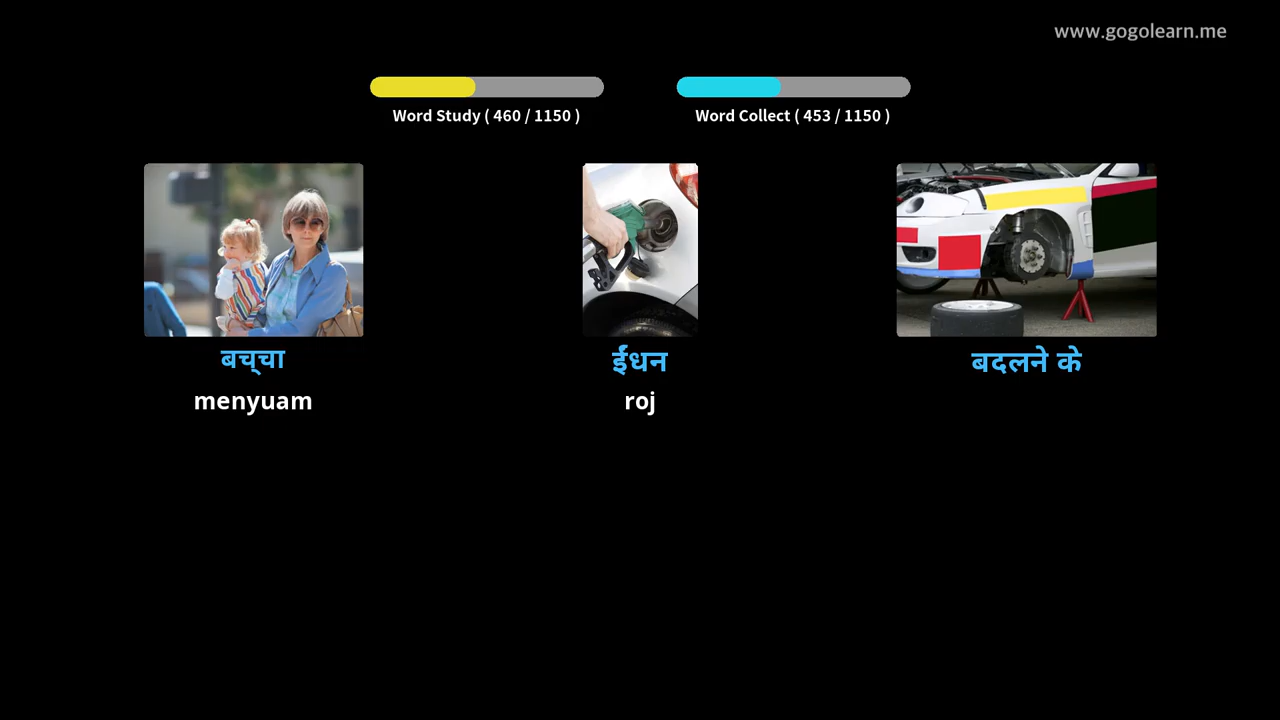 www.gogolearn.me
Word Study ( 460 / 1150 )
Word Collect ( 453 / 1150 )
बच्चा
ईंधन
बदलने के
menyuam
roj